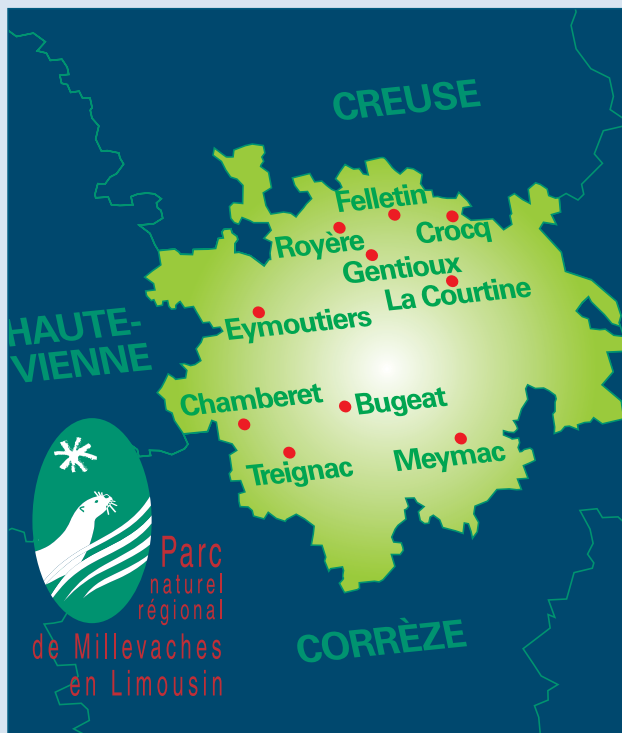 CREUSE
Felletin
Crocq
Royère
Gentioux
La Courtine
HAUTE-
VIENNE
Eymoutiers
Chamberet
Bugeat
Treignac
Meymac
Parc
naturel
régional
de Millevaches
en Limousin
CORRÈZE